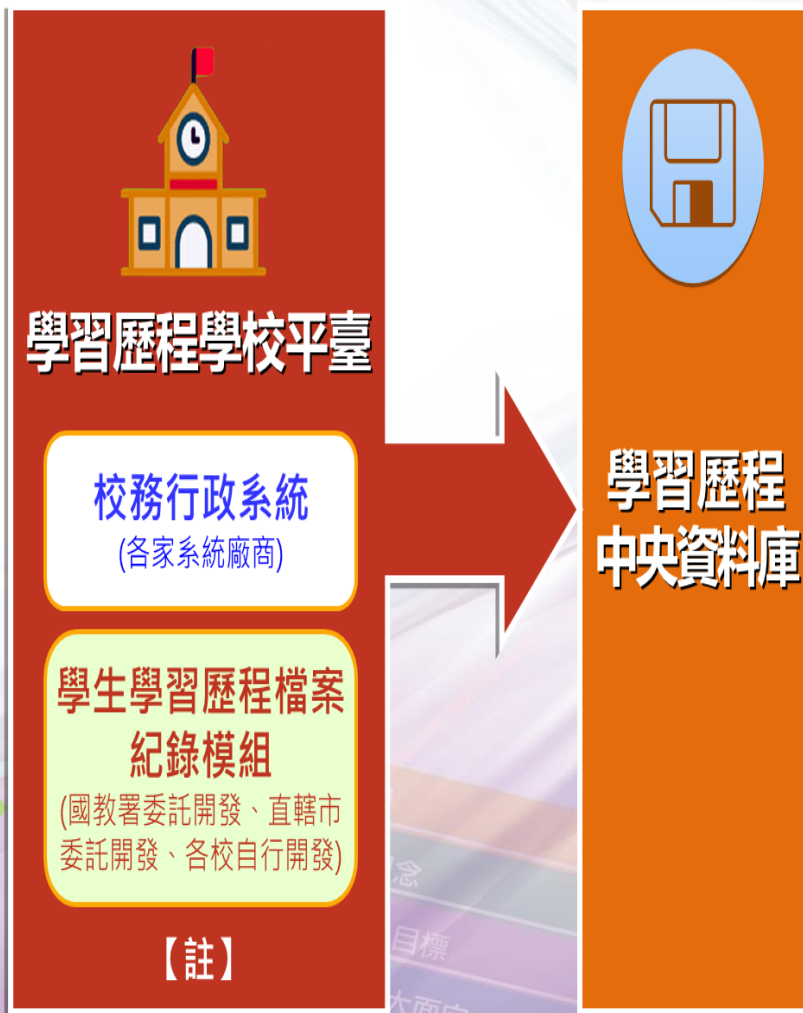 學習歷程學校平臺
校務行政系統
(各家系統廠商)
學生學習歷程檔案
紀錄模組
(國教署委託開發、直轄市
委託開發、各校自行開發)
【註】
學習歷程
中央資料庫
念
目標